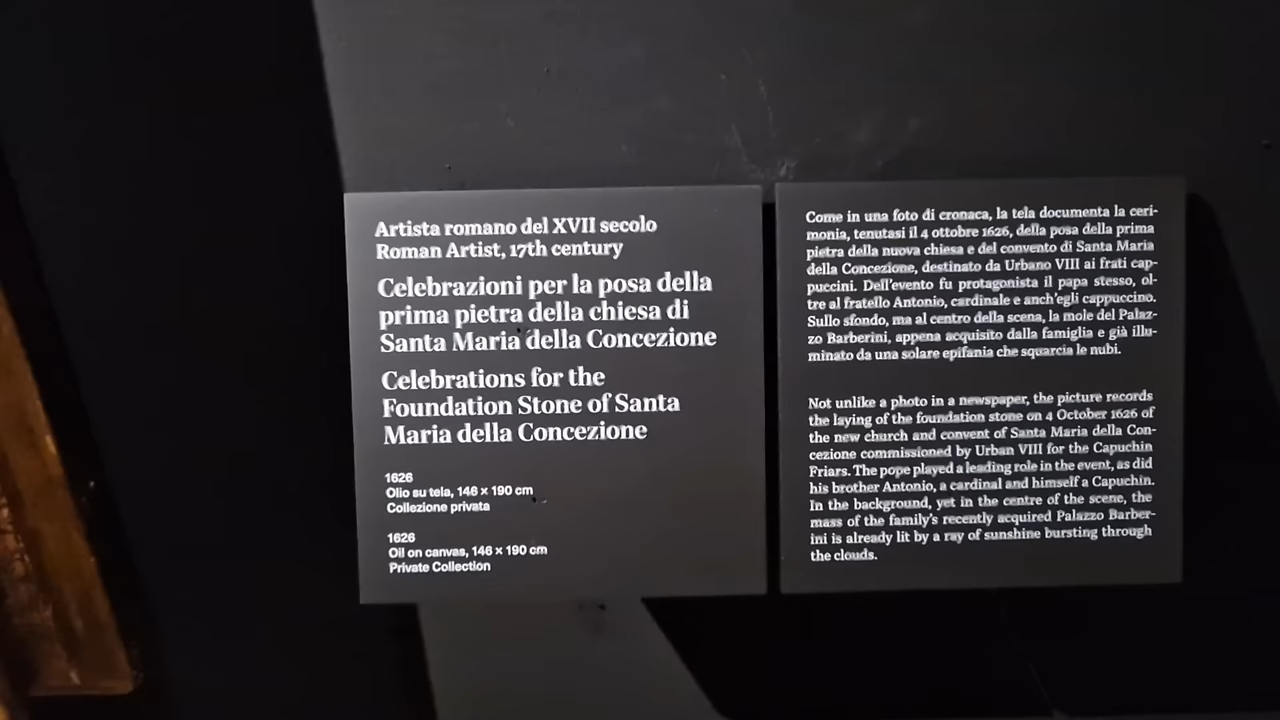 Artista romano del XVII secolo
Roman Artist, 17th century
Celebrazioni per la posa della
prima pietra della chiesa di
Santa Maria della Concezione
Celebrations for the
Foundation Stone of Santa
Maria della Concezione
1626
Olio su tela, 146 × 190 cm
Collezione privata
1626
Oil on canvas, 146 × 190 cm
Private Collection
Come in una foto di cronaca, la tela documenta la ceri-
monia, tenutasi il 4 ottobre 1626, della posa della prima
pietra della nuova chiesa e del convento di Santa Maria
della Concezione, destinato da Urbano VIII ai frati cap-
puccini. Dell'evento fu protagonista il papa stesso, ol-
tre al fratello Antonio, cardinale e anch'egli cappuccino.
Sullo sfondo, ma al centro della scena, la mole del Palaz-
zo Barberini, appena acquisito dalla famiglia e già illu-
minato da una solare epifania che squarcia le nubi.
Not unlike a photo in a newspaper, the picture records
the laying of the foundation stone on 4 October 1626 of
the new church and convent of Santa Maria della Con-
cezione commissioned by Urban VIII for the Capuchin
Friars. The pope played a leading role in the event, as did
his brother Antonio, a cardinal and himself a Capuchin.
In the background, yet in the centre of the scene, the
mass of the family's recently acquired Palazzo Barber-
ini is already lit by a ray of sunshine bursting through
the clouds.